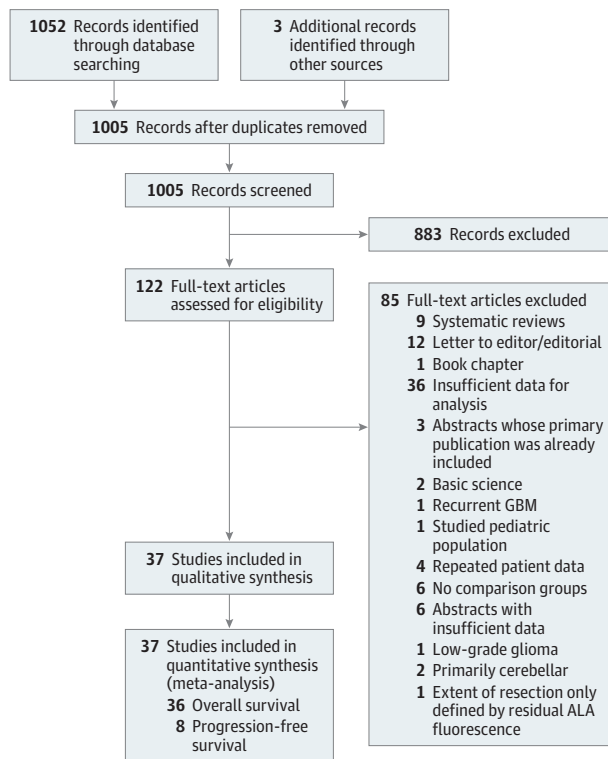 1052 Records identified
through database
searching
3 Additional records
identified through
other sources
1005 Records after duplicates removed
1005 Records screened
883 Records excluded
122 Full-text articles
assessed for eligibility
85 Full-text articles excluded
9 Systematic reviews
12 Letter to editor/editorial
1 Book chapter
36 Insufficient data for
analysis
3 Abstracts whose primary
publication was already
included
2 Basic science
1 Recurrent GBM
1 Studied pediatric
population
4 Repeated patient data
6 No comparison groups
6 Abstracts with
insufficient data
1 Low-grade glioma
2 Primarily cerebellar
1 Extent of resection only
defined by residual ALA
fluorescence
37 Studies included in
qualitative synthesis
37 Studies included in
quantitative synthesis
(meta-analysis)
36 Overall survival
8 Progression-free
survival